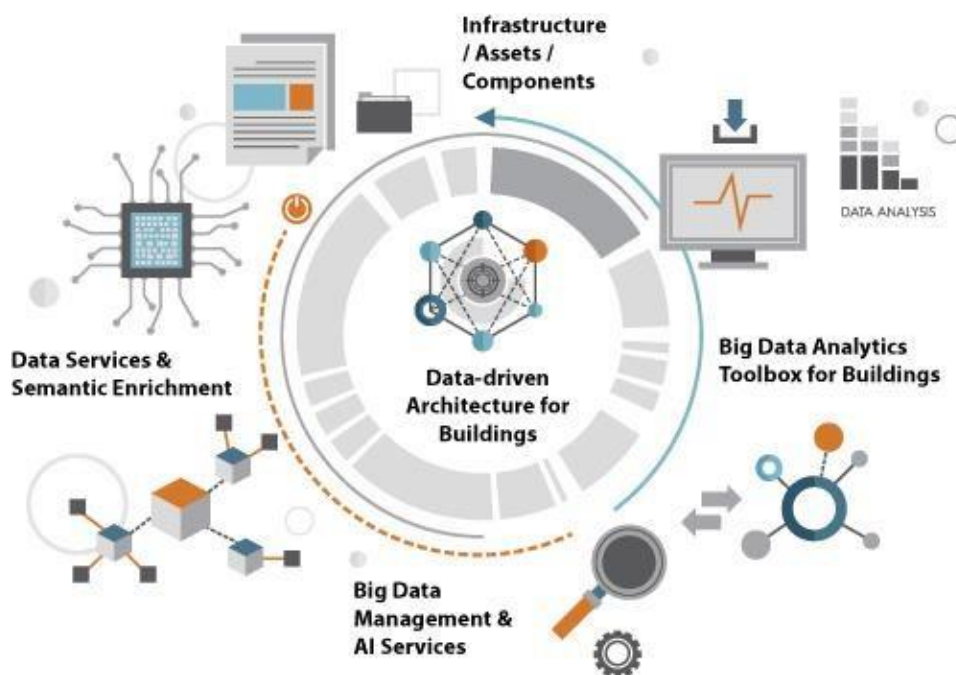 Infrastructure
/ Assets /
Components
DATA ANALYSIS
Data Services &
Semantic Enrichment
Data-driven
Architecture for
Buildings
Big Data Analytics
Toolbox for Buildings
Big Data
Management &
AI Services